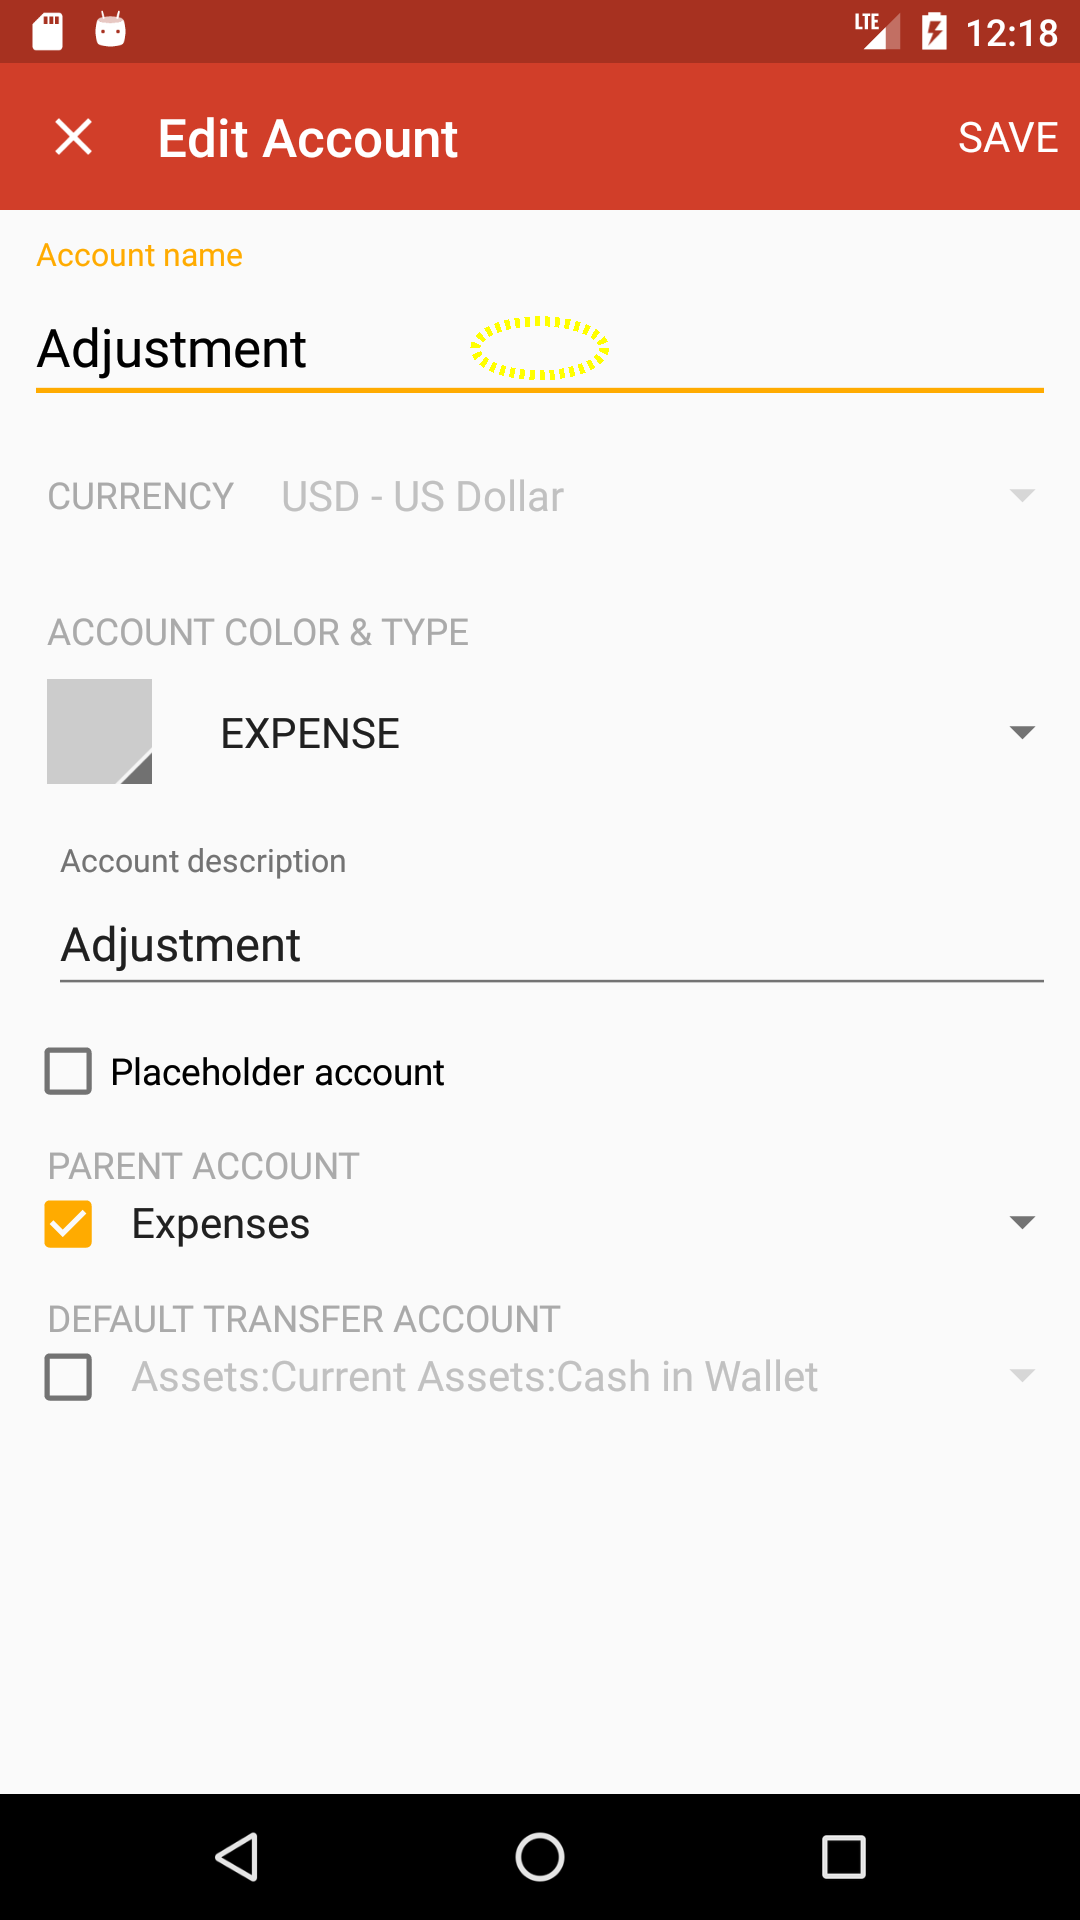 LTE 12:18
Edit Account SAVE
Account name
Adjustment
CURRENCY USD - US Dollar
ACCOUNT COLOR & TYPE
EXPENSE
Account description
Adjustment
Placeholder account
PARENT ACCOUNT
Expenses
DEFAULT TRANSFER ACCOUNT
Assets:Current Assets:Cash in Wallet